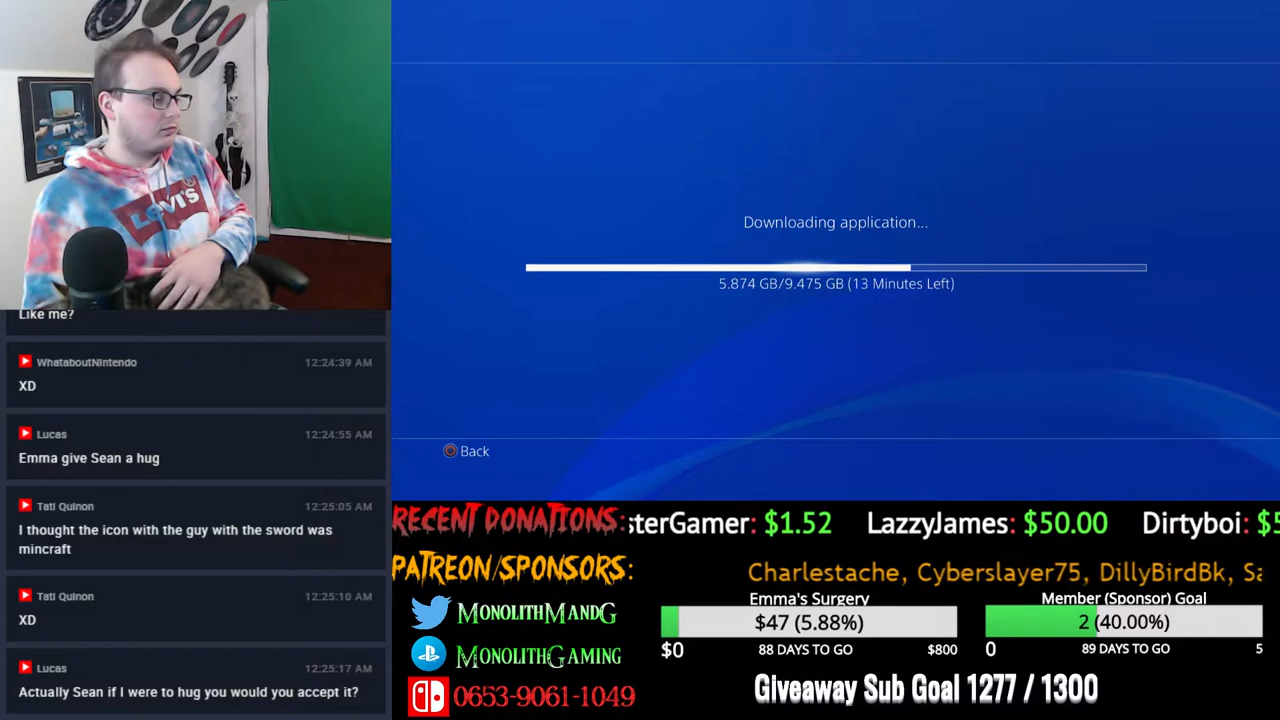 LEVI'S
Like me?
WhataboutNintendo 12:24:39 AM
XD
Lucas 12:24:55 AM
Emma give Sean a hug
Tati Quinon 12:25:05 AM
I thought the icon with the guy with the sword was
mincraft
Tati Quinon 12:25:10 AM
XD
Lucas 12:25:17 AM
Actually Sean if I were to hug you would you accept it?
Downloading application...
5.874 GB/9.475 GB (13 Minutes Left)
Back
RECENT DONATIONS: sterGamer: $1.52 LazzyJames: $50.00 Dirtyboi: $5
PATREON/SPONSORS: Charlestache, Cyberslayer75, DillyBirdBk, Sa
MonolithMandG
MonolithGaming
0653-9061-1049
Emma's Surgery
$47 (5.88%)
$0 88 DAYS TO GO $800
Member (Sponsor) Goal
2 (40.00%)
0 89 DAYS TO GO 5
Giveaway Sub Goal 1277 / 1300